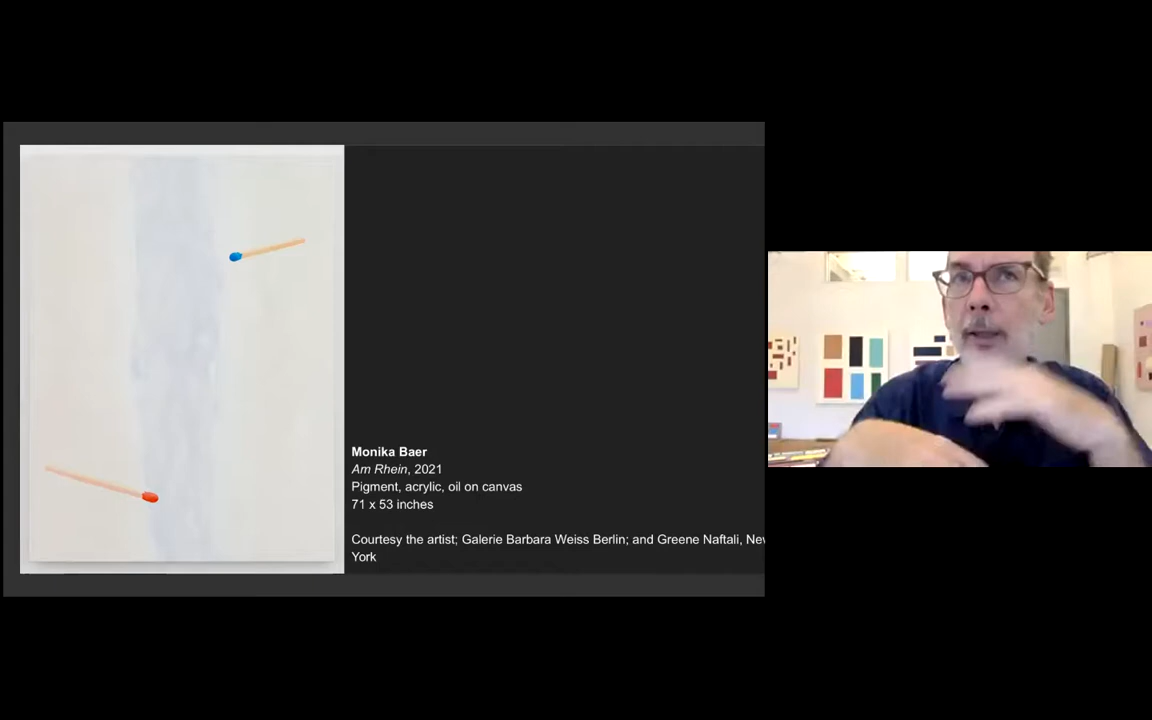 Monika Baer
Am Rhein, 2021
Pigment, acrylic, oil on canvas
71 x 53 inches
Courtesy the artist; Galerie Barbara Weiss Berlin; and Greene Naftali, New
York